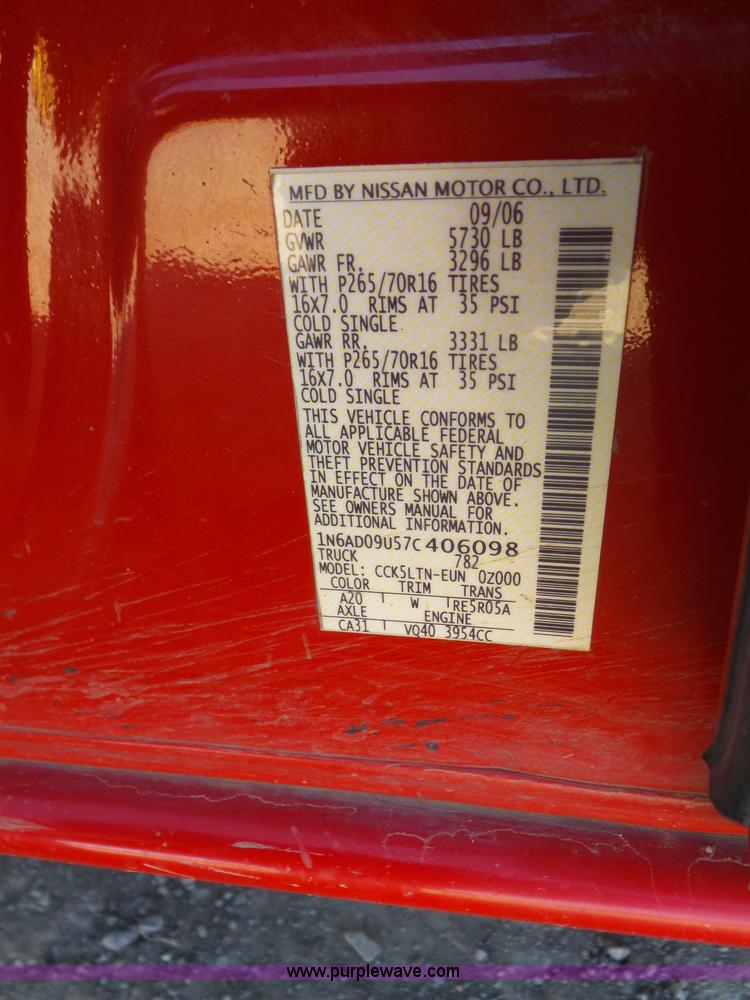 MFD BY NISSAN MOTOR CO., LTD.
DATE 09/06
GVWR 5730 LB
GAWR FR. 3296 LB
WITH P265/70R16 TIRES
16X7.0 RIMS AT 35 PSI
COLD SINGLE.
GAWR RR. 3331 LB
WITH P265/70R16 TIRES
16X7.0 RIMS AT 35 PSI
COLD SINGLE
THIS VEHICLE CONFORMS TO
ALL APPLICABLE FEDERAL
MOTOR VEHICLE SAFETY AND
THEFT PREVENTION STANDARDS
IN EFFECT ON THE DATE OF
MANUFACTURE SHOWN ABOVE.
SEE OWNERS MANUAL FOR
ADDITIONAL INFORMATION.
1N6AD09U57C406098
TRUCK 782
MODEL: CCK5LTN-EUN 0Z000
COLOR TRIM TRANS
A20 W RE5R05A
AXLE ENGINE
CA31 VQ40 3954CC
www.purplewave.com